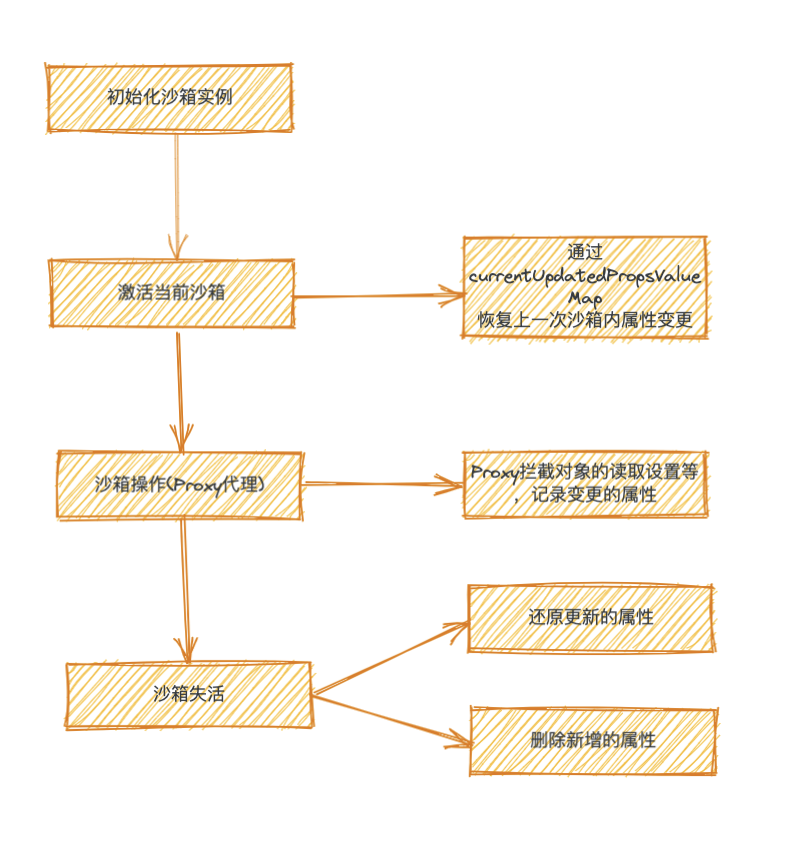 初始化沙箱实例
激活当前沙箱
通过
currentUpdatedPropsValue
Map
恢复上一次沙箱内属性变更
沙箱操作(Proxy代理)
Proxy拦截对象的读取设置等
，记录变更的属性
沙箱失活
还原更新的属性
删除新增的属性